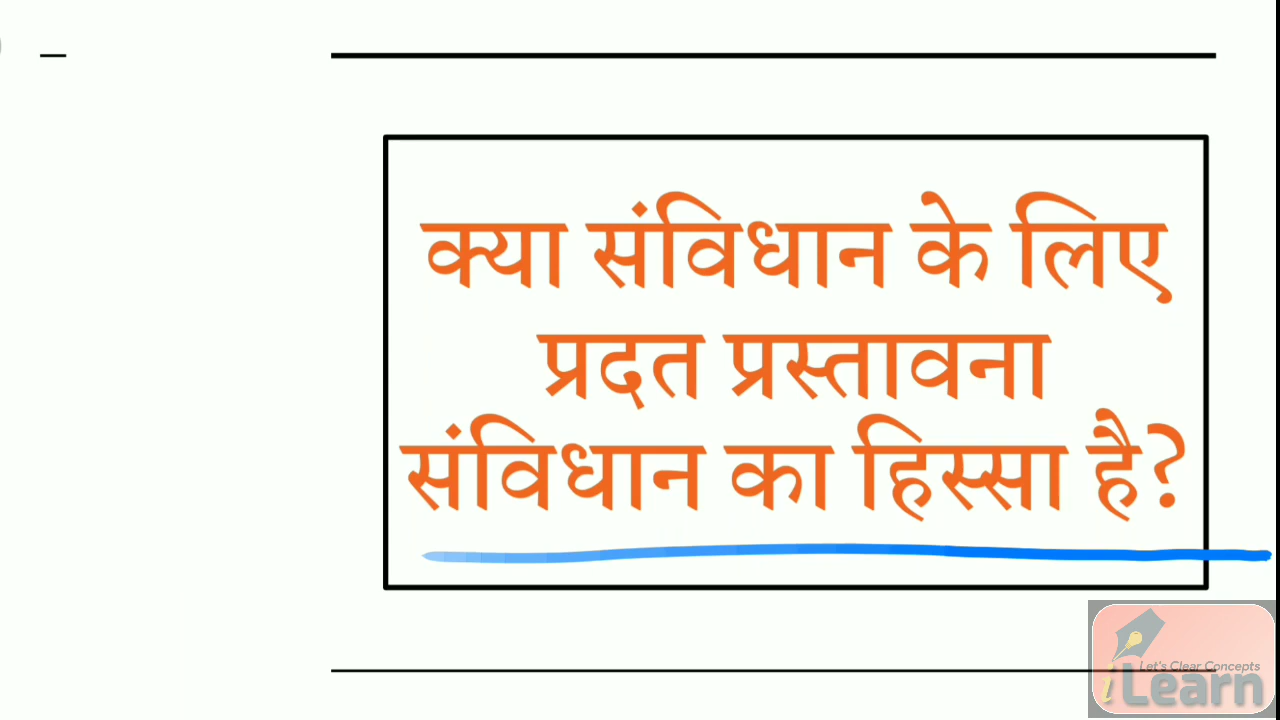 क्या संविधान के लिए
प्रदत प्रस्तावना
संविधान का हिस्सा है?
Let's Clear Concepts
iLearn